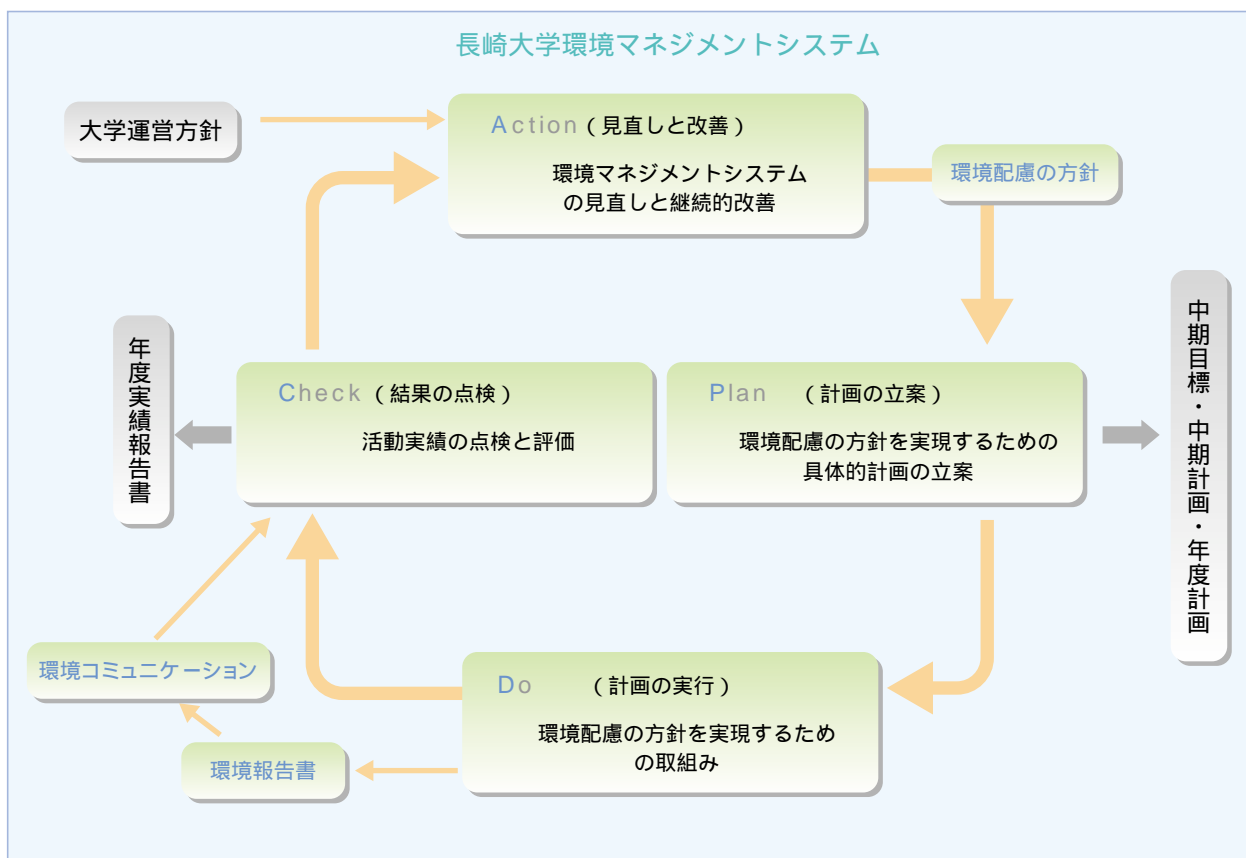 長崎大学環境マネジメントシステム
大学運営方針
Action（見直しと改善）
環境マネジメントシステム
の見直しと継続的改善
環境配慮の方針
年度実績報告書
Check（結果の点検）
活動実績の点検と評価
Plan（計画の立案）
環境配慮の方針を実現するための
具体的計画の立案
中期目標・中期計画・年度計画
環境コミュニケーション
Do（計画の実行）
環境配慮の方針を実現するため
の取組み
環境報告書